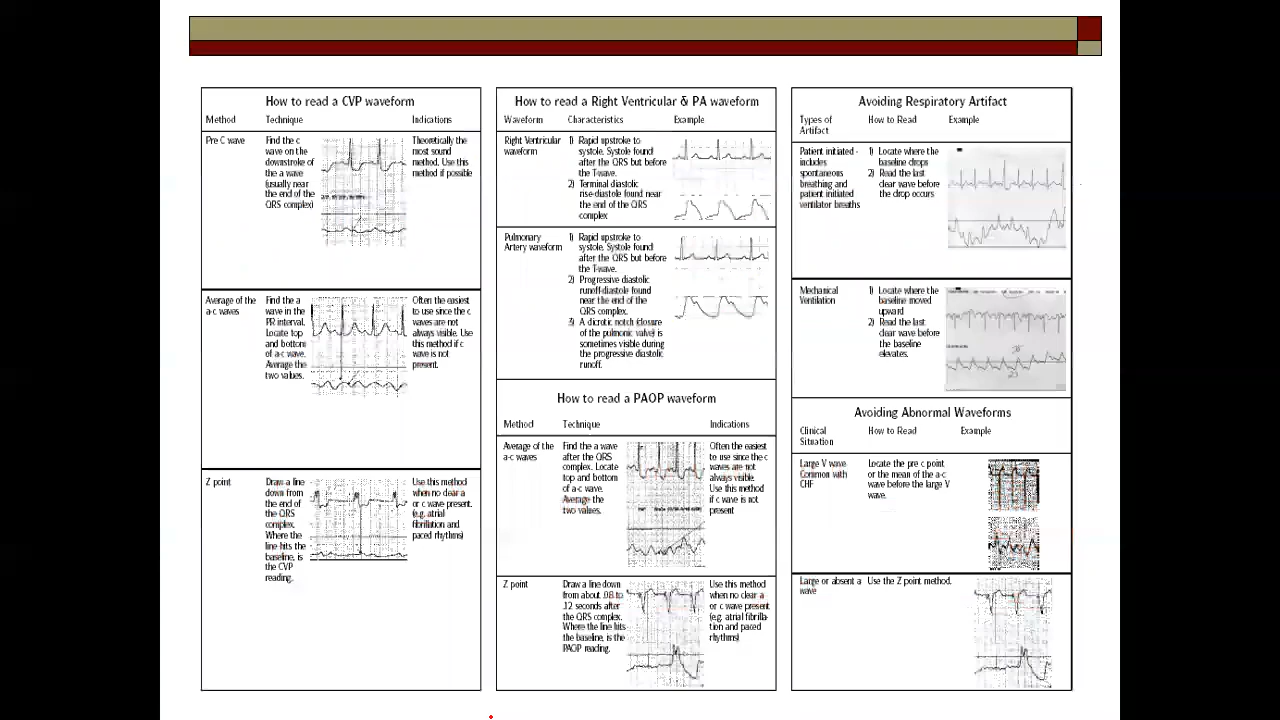 How to read a CVP waveform
Method Technique Indications
Pre C wave
Find the c
wave on the
downstroke of
the a wave
(usually near
the end of the
QRS complex)
Theoretically the
most sound
method. Use this
method if possible
Average of the
a-c waves
Find the a
wave in the
PR interval.
Locate top
and bottom
of a-c wave.
Average the
two values.
Often the easiest
to use since the c
waves are not
always visible. Use
this method if c
wave is not
present.
Z point
Draw a line
down from
the end of
the QRS
complex.
Where the
line hits the
baseline, is
the CVP
reading.
Use this method
when no clear a
or c wave present.
(e.g. atrial
fibrillation and
paced rhythms)
How to read a Right Ventricular & PA waveform
Waveform Characteristics Example
Right Ventricular
waveform
1) Rapid upstroke to
systole. Systole found
after the QRS but before
the T-wave.
2) Terminal diastolic
rise-diastole found near
the end of the QRS
complex
Pulmonary
Artery waveform
1) Rapid upstroke to
systole. Systole found
after the QRS but before
the T-wave.
2) Progressive diastolic
runoff-diastole found
near the end of the
QRS complex.
3) A dicrotic notch (closure
of the pulmonic valve) is
sometimes visible during
the progressive diastolic
runoff.
How to read a PAOP waveform
Method Technique Indications
Average of the
a-c waves
Find the a wave
after the QRS
complex. Locate
top and bottom
of a-c wave.
Average the
two values.
Often the easiest
to use since the c
waves are not
always visible.
Use this method
if c wave is not
present
Z point
Draw a line down
from about .08 to
.12 seconds after
the QRS complex.
Where the line hits
the baseline, is the
PAOP reading.
Use this method
when no clear a
or c wave present
(e.g. atrial fibrilla-
tion and paced
rhythms)
Avoiding Respiratory Artifact
Types of
Artifact
How to Read Example
Patient initiated -
includes
spontaneous
breathing and
patient initiated
ventilator breaths
1) Locate where the
baseline drops
2) Read the last
clear wave before
the drop occurs
Mechanical
Ventilation
1) Locate where the
baseline moved
upward
2) Read the last
clear wave before
the baseline
elevates.
Avoiding Abnormal Waveforms
Clinical
Situation
How to Read Example
Large V wave
Common with
CHF
Locate the pre c point
or the mean of the a-c
wave before the large V
wave.
Large or absent a
wave
Use the Z point method.